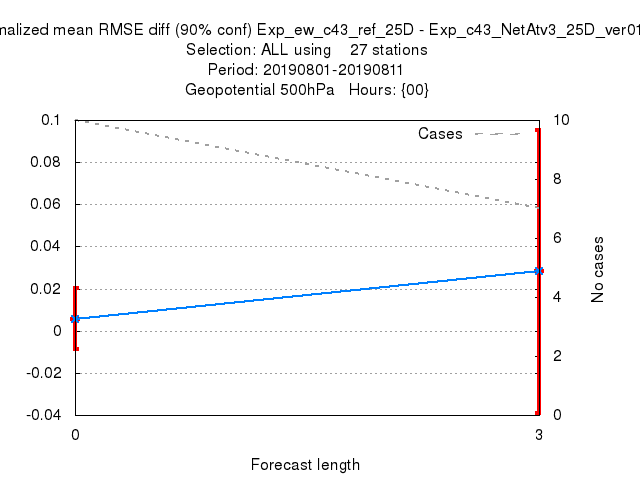 malized mean RMSE diff (90% conf) Exp_ew_c43_ref_25D - Exp_c43_NetAtv3_25D_ver01
Selection: ALL using 27 stations
Period: 20190801-20190811
Geopotential 500hPa Hours: {00}
Cases
0.1
0.08
0.06
0.04
0.02
0
-0.02
-0.04
10
8
6
4
2
0
No cases
0
3
Forecast length